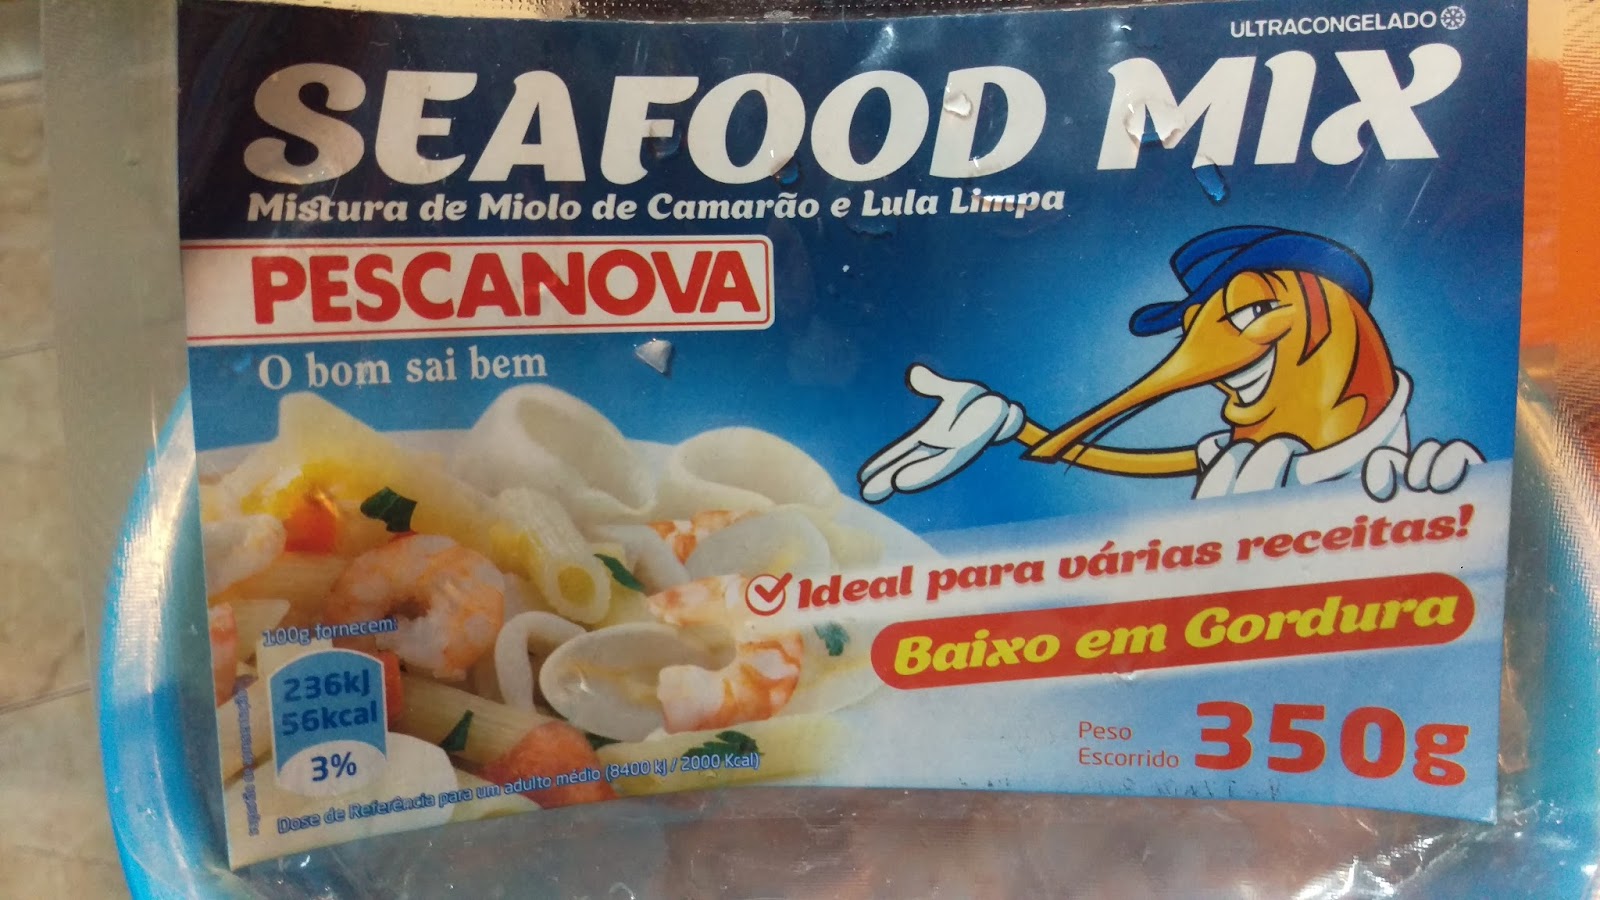 ULTRACONGELADO
SEAFOOD MIX
Mistura de Miolo de Camarão e Lula Limpa
PESCANOVA
O bom sai bem
Ideal para várias receitas!
Baixo em Gordura
100g fornecem:
236kJ
56kcal
3%
Peso
Escorrido 350g
Dose de Referência para um adulto médio (8400 kJ / 2000 Kcal)